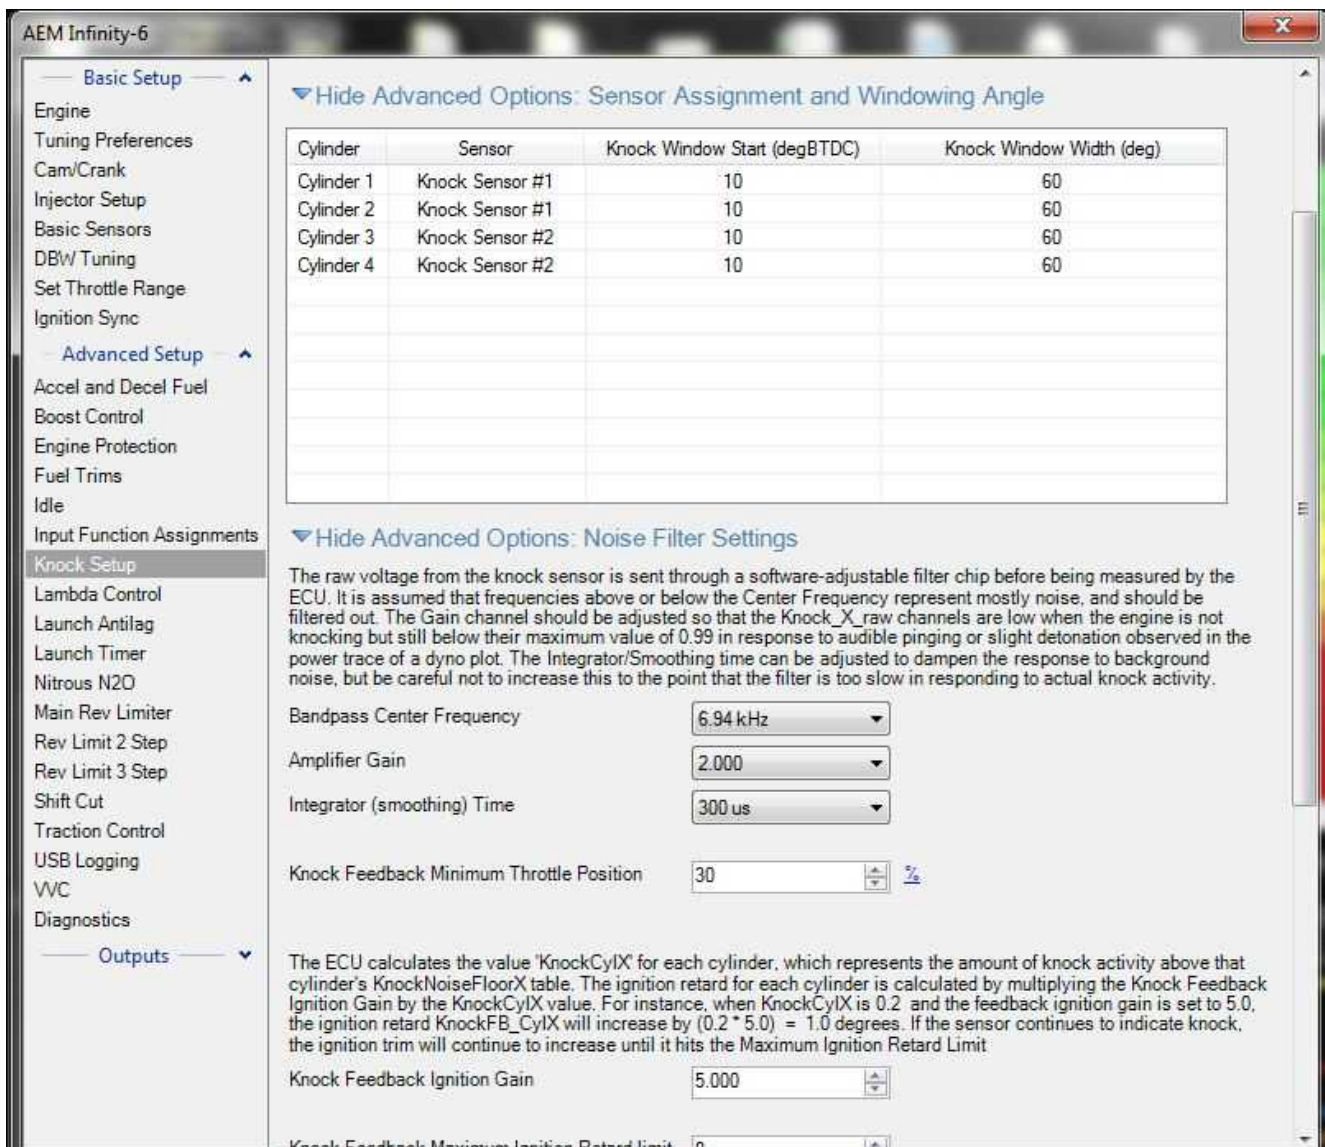 AEM Infinity-6
Basic Setup
Engine
Tuning Preferences
Cam/Crank
Injector Setup
Basic Sensors
DBW Tuning
Set Throttle Range
Ignition Sync
Advanced Setup
Accel and Decel Fuel
Boost Control
Engine Protection
Fuel Trims
Idle
Input Function Assignments
Knock Setup
Lambda Control
Launch Antilag
Launch Timer
Nitrous N2O
Main Rev Limiter
Rev Limit 2 Step
Rev Limit 3 Step
Shift Cut
Traction Control
USB Logging
VVC
Diagnostics
Outputs
Hide Advanced Options: Sensor Assignment and Windowing Angle
Cylinder Sensor Knock Window Start (degBTDC) Knock Window Width (deg)
Cylinder 1 Knock Sensor #1 10 60
Cylinder 2 Knock Sensor #1 10 60
Cylinder 3 Knock Sensor #2 10 60
Cylinder 4 Knock Sensor #2 10 60
Hide Advanced Options: Noise Filter Settings
The raw voltage from the knock sensor is sent through a software-adjustable filter chip before being measured by the
ECU. It is assumed that frequencies above or below the Center Frequency represent mostly noise, and should be
filtered out. The Gain channel should be adjusted so that the Knock_X_raw channels are low when the engine is not
knocking but still below their maximum value of 0.99 in response to audible pinging or slight detonation observed in the
power trace of a dyno plot. The Integrator/Smoothing time can be adjusted to dampen the response to background
noise, but be careful not to increase this to the point that the filter is too slow in responding to actual knock activity.
Bandpass Center Frequency 6.94 kHz
Amplifier Gain 2.000
Integrator (smoothing) Time 300 us
Knock Feedback Minimum Throttle Position 30 %
The ECU calculates the value 'KnockCylX' for each cylinder, which represents the amount of knock activity above that
cylinder's KnockNoiseFloorX table. The ignition retard for each cylinder is calculated by multiplying the Knock Feedback
Ignition Gain by the KnockCylX value. For instance, when KnockCylX is 0.2 and the feedback ignition gain is set to 5.0,
the ignition retard KnockFB_CylX will increase by (0.2 * 5.0) = 1.0 degrees. If the sensor continues to indicate knock,
the ignition trim will continue to increase until it hits the Maximum Ignition Retard Limit
Knock Feedback Ignition Gain 5.000
Knock Feedback Maximum Ignition Retard limit